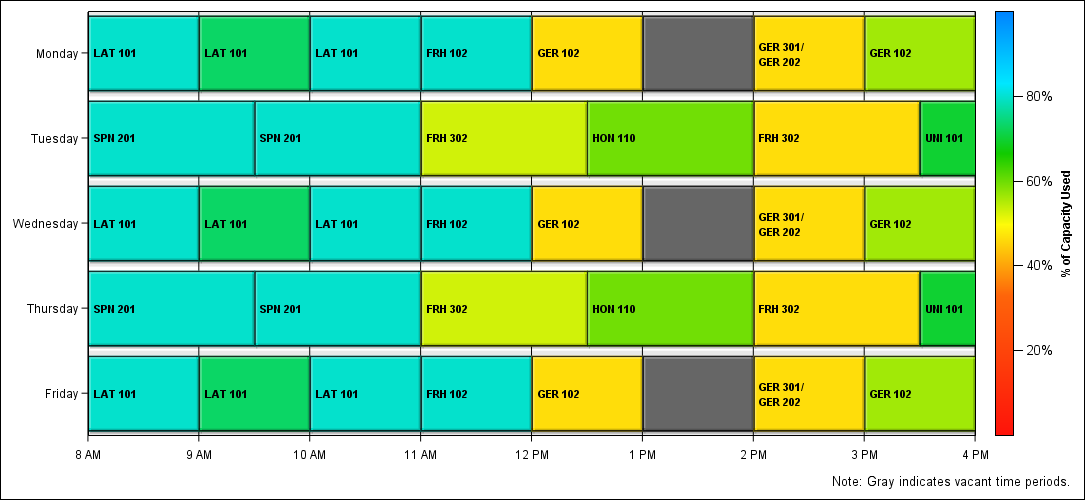 Monday
LAT 101
LAT 101
LAT 101
FRH 102
GER 102
GER 301/
GER 202
GER 102
Tuesday
SPN 201
SPN 201
FRH 302
HON 110
FRH 302
UNI 101
Wednesday
LAT 101
LAT 101
LAT 101
FRH 102
GER 102
GER 301/
GER 202
GER 102
Thursday
SPN 201
SPN 201
FRH 302
HON 110
FRH 302
UNI 101
Friday
LAT 101
LAT 101
LAT 101
FRH 102
GER 102
GER 301/
GER 202
GER 102
8 AM 9 AM 10 AM 11 AM 12 PM 1 PM 2 PM 3 PM 4 PM
80%
60%
40%
20%
% of Capacity Used
Note: Gray indicates vacant time periods.